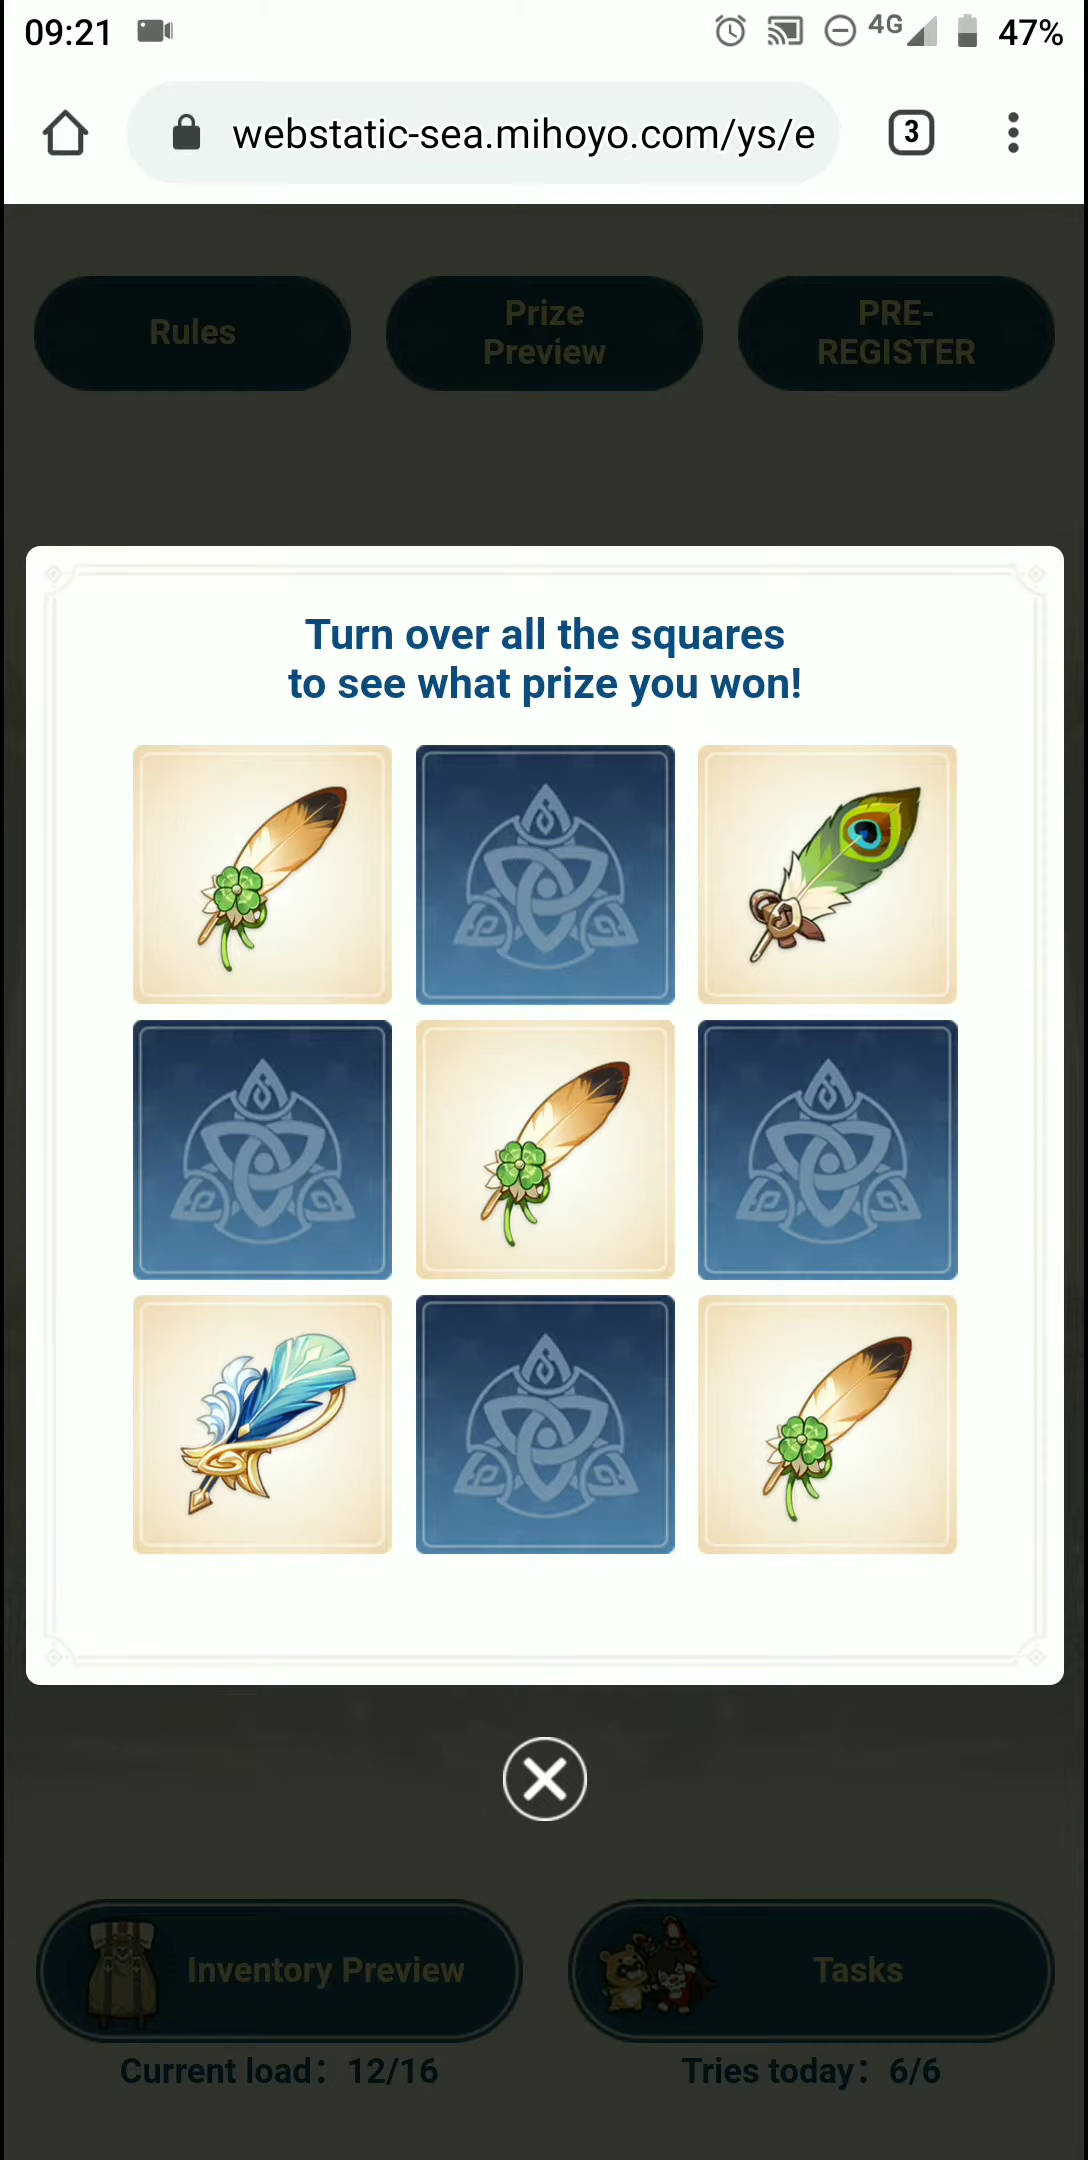 09:21
4G
47%
webstatic-sea.mihoyo.com/ys/e
3
Rules
Prize
Preview
PRE-
REGISTER
Turn over all the squares
to see what prize you won!
Inventory Preview
Tasks
Current load：12/16
Tries today：6/6